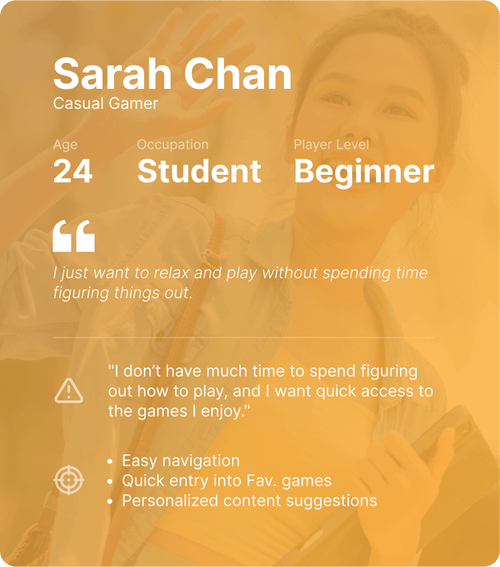 Sarah Chan
Casual Gamer
Age Occupation Player Level
24 Student Beginner
I just want to relax and play without spending time
figuring things out.
"I don’t have much time to spend figuring
out how to play, and I want quick access to
the games I enjoy."
• Easy navigation
• Quick entry into Fav. games
• Personalized content suggestions